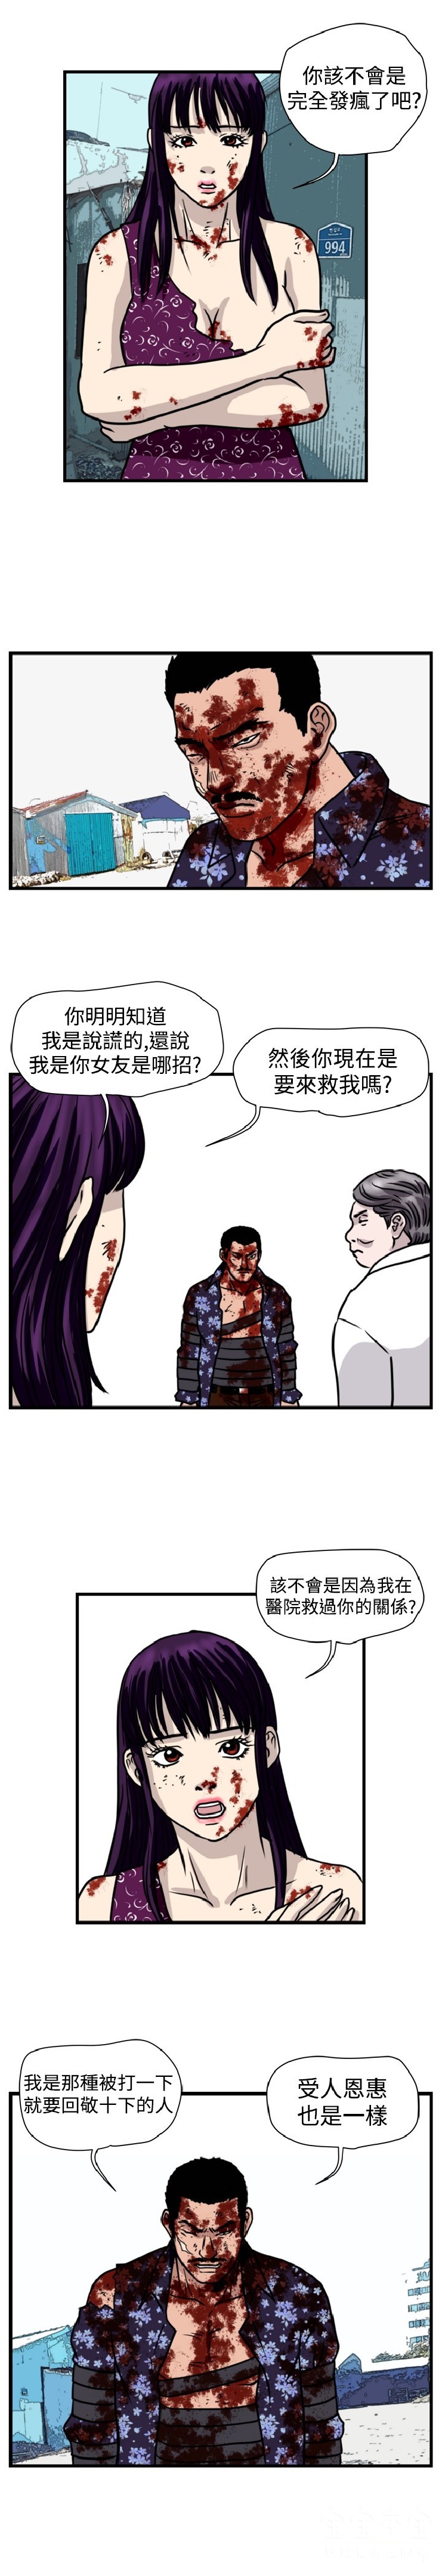 你該不會是
完全發瘋了吧?
994
你明明知道
我是說謊的,還說
我是你女友是哪招?
然後你現在是
要來救我嗎?
該不會是因為我在
醫院救過你的關係?
我是那種被打一下
就要回敬十下的人
受人恩惠
也是一樣